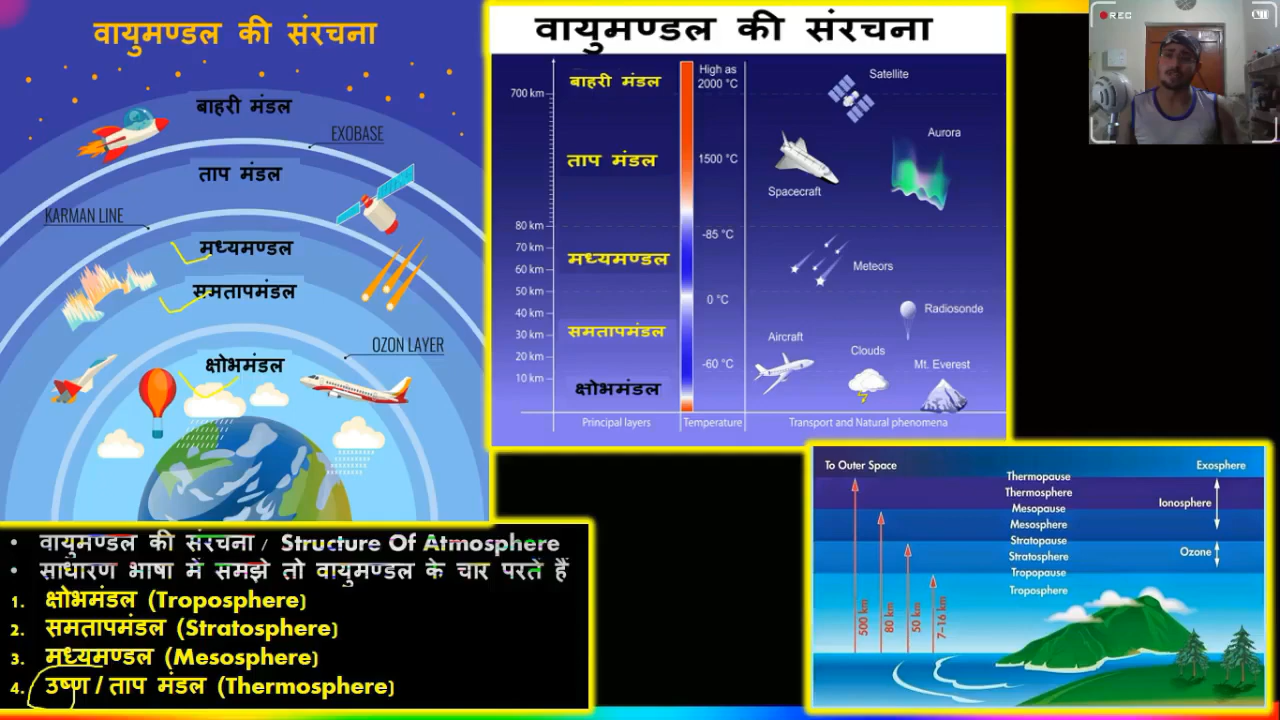 वायुमण्डल की संरचना
बाहरी मंडल
EXOBASE
ताप मंडल
KARMAN LINE
मध्यमण्डल
समतापमंडल
OZON LAYER
क्षोभमंडल
वायुमण्डल की संरचना
बाहरी मंडल
700 km
High as
2000 °C
Satellite
Aurora
ताप मंडल
1500 °C
Spacecraft
80 km
-85 °C
70 km
मध्यमण्डल
60 km
Meteors
50 km
0 °C
40 km
Radiosonde
समतापमंडल
30 km
Aircraft
20 km
-60 °C
Clouds
Mt. Everest
10 km
क्षोभमंडल
Principal layers
Temperature
Transport and Natural phenomena
REC
To Outer Space
Exosphere
Thermopause
Thermosphere
Ionosphere
Mesopause
Mesosphere
Stratopause
Ozone
Stratosphere
Tropopause
Troposphere
500 km
80 km
50 km
7-16 km
• वायुमण्डल की संरचना / Structure Of Atmosphere
• साधारण भाषा में समझे तो वायुमण्डल के चार परतें हैं
1. क्षोभमंडल (Troposphere)
2. समतापमंडल (Stratosphere)
3. मध्यमण्डल (Mesosphere)
4. उष्ण / ताप मंडल (Thermosphere)